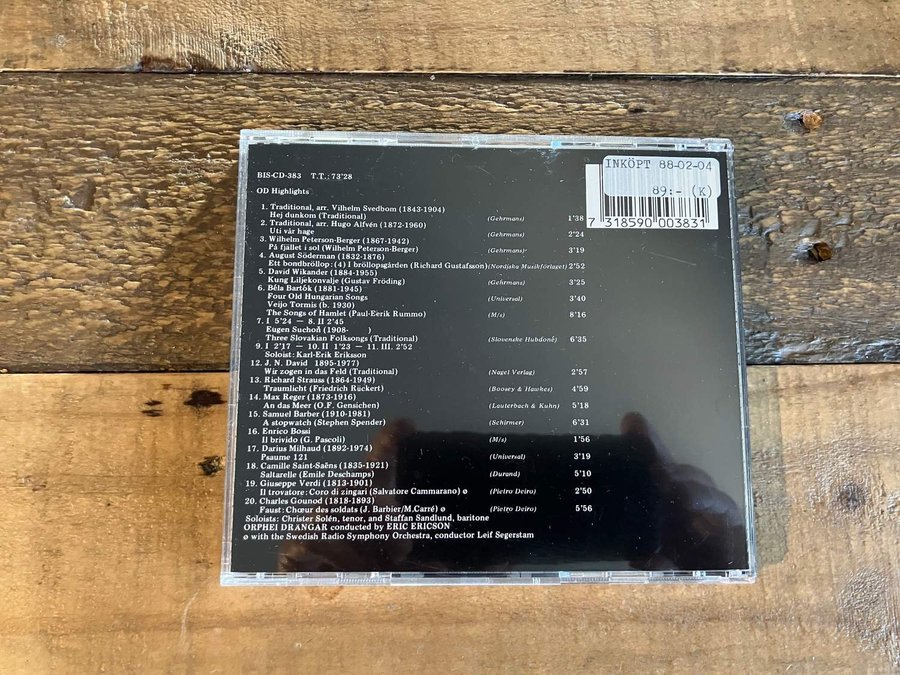 BIS-CD-383 T.T.: 73'28
INKÖPT 88-02-04
89:- (K)
7 318590 003831
OD Highlights
1. Traditional, arr. Vilhelm Svedbom (1843-1904)
Hej dunkom (Traditional) (Gehrmans) 1'38
2. Traditional, arr. Hugo Alfvén (1872-1960)
Uti vår hage (Gehrmans) 2'24
3. Wilhelm Peterson-Berger (1867-1942)
På fjället i sol (Wilhelm Peterson-Berger) (Gehrmans) 3'19
4. August Söderman (1832-1876)
Ett bondbröllop: (4) I bröllopsgården (Richard Gustafsson) (Nordiska Musikförlaget) 2'52
5. David Wikander (1884-1955)
Kung Liljekonvalje (Gustav Fröding) (Gehrmans) 3'25
6. Béla Bartók (1881-1945)
Four Old Hungarian Songs (Universal) 3'40
Veijo Tormis (b. 1930)
The Songs of Hamlet (Paul-Eerik Rummo) (M/s) 8'16
7. I 5'24 — 8. II 2'45
Eugen Suchoň (1908- )
Three Slovakian Folksongs (Traditional) (Slovenske Hubdoné) 6'35
9. I 2'17 — 10. II 1'23 — 11. III. 2'52
Soloist: Karl-Erik Eriksson
12. J. N. David 1895-1977)
Wir zogen in das Feld (Traditional) (Nagel Verlag) 2'57
13. Richard Strauss (1864-1949)
Traumlicht (Friedrich Rückert) (Boosey & Hawkes) 4'59
14. Max Reger (1873-1916)
An das Meer (O.F. Gensichen) (Lauterbach & Kuhn) 5'18
15. Samuel Barber (1910-1981)
A stopwatch (Stephen Spender) (Schirmer) 6'31
16. Enrico Bossi
Il brivido (G. Pascoli) (M/s) 1'56
17. Darius Milhaud (1892-1974)
Psaume 121 (Universal) 3'19
18. Camille Saint-Saëns (1835-1921)
Saltarelle (Emile Deschamps) (Durand) 5'10
19. Giuseppe Verdi (1813-1901)
Il trovatore: Coro di zingari (Salvatore Cammarano) ø (Pietro Deiro) 2'50
20. Charles Gounod (1818-1893)
Faust: Chœur des soldats (J. Barbier/M.Carré) ø (Pietro Deiro) 5'56
Soloists: Christer Solén, tenor, and Staffan Sandlund, baritone
ORPHEI DRANGAR conducted by ERIC ERICSON
ø with the Swedish Radio Symphony Orchestra, conductor Leif Segerstam